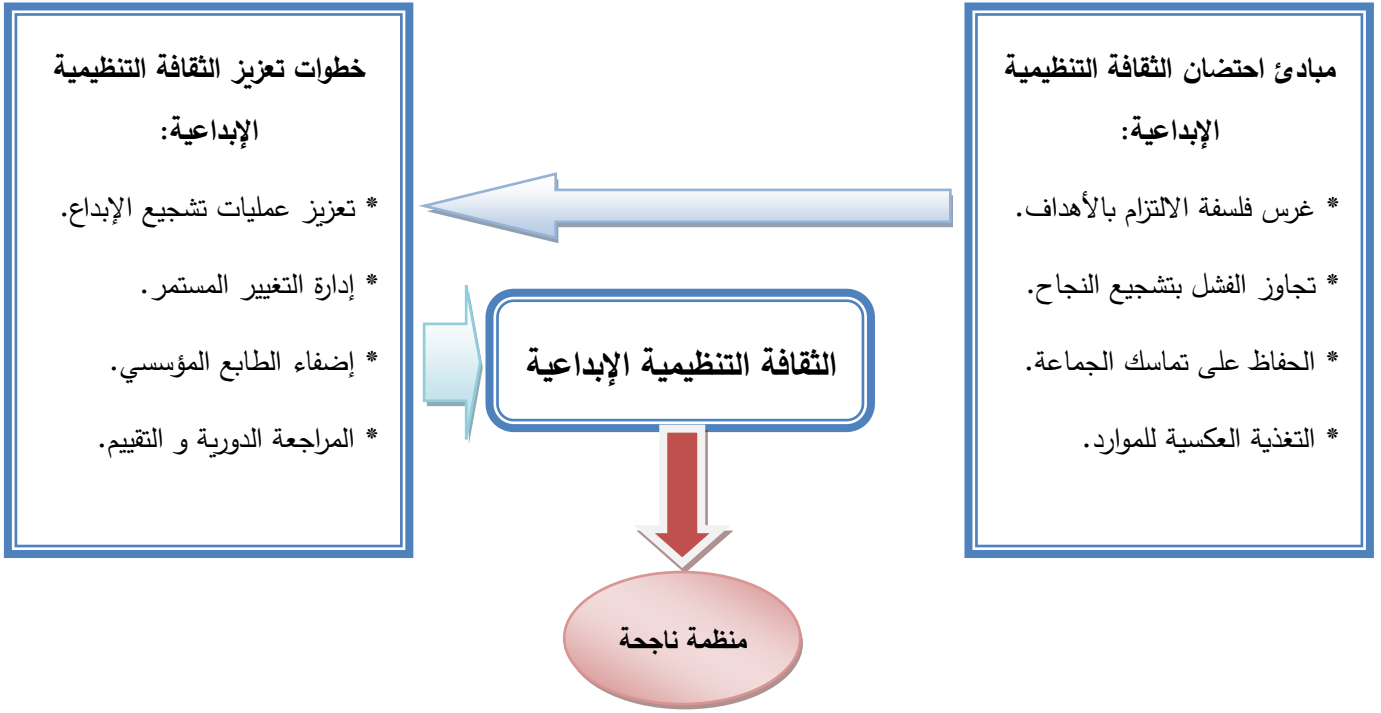 مبادئ احتضان الثقافة التنظيمية
الإبداعية:
* غرس فلسفة الالتزام بالأهداف.
* تجاوز الفشل بتشجيع النجاح.
* الحفاظ على تماسك الجماعة.
* التغذية العكسية للموارد.
خطوات تعزيز الثقافة التنظيمية
الإبداعية:
* تعزيز عمليات تشجيع الإبداع.
* إدارة التغيير المستمر.
* إضفاء الطابع المؤسسي.
* المراجعة الدورية و التقييم.
الثقافة التنظيمية الإبداعية
منظمة ناجحة